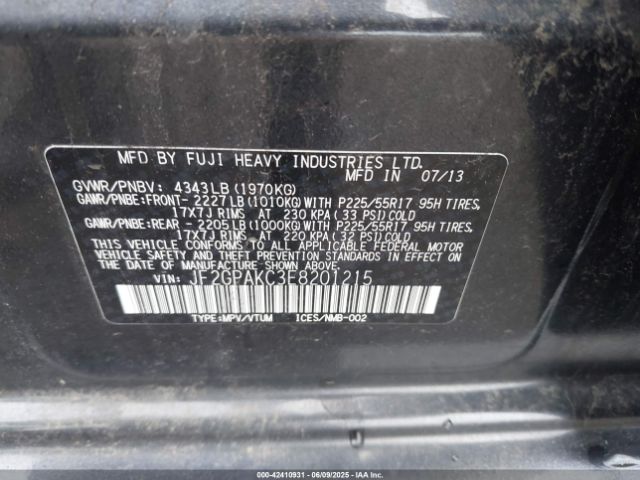 MFD BY FUJI HEAVY INDUSTRIES LTD.
MADE IN 07/13
GVWR/PNBV: 4343LB(1970KG)
GAWR/PNBE:FRONT- 2227LB(1010KG)WITH P225/55R17 95H TIRES,
17X7J RIMS AT 230 KPA(33 PSI)COLD
GAWR/PNBE:REAR - 2205LB(1000KG)WITH P225/55R17 95H TIRES,
17X7J RIMS AT 220 KPA(32 PSI)COLD
THIS VEHICLE CONFORMS TO ALL APPLICABLE FEDERAL MOTOR
VEHICLE SAFETY AND THEFT PREVENTION STANDARDS IN EFFECT
ON THE DATE OF MANUFACTURE SHOWN ABOVE.
VIN: JF2GPAKC3E8201215
TYPE:MPV/VTUM ICES/NMB-002
000-42410931 - 06/09/2025 - IAAI.COM